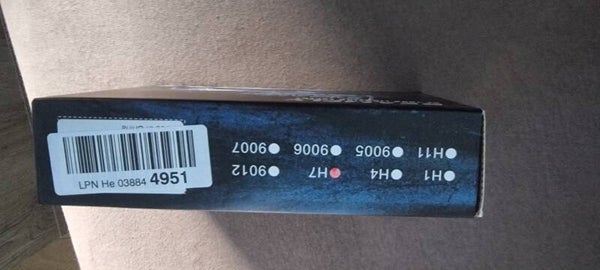 ● H1 ● H4 ● H7 ● 9012
● H11 ● 9005 ● 9006 ● 9007
LPN He 03884 4951